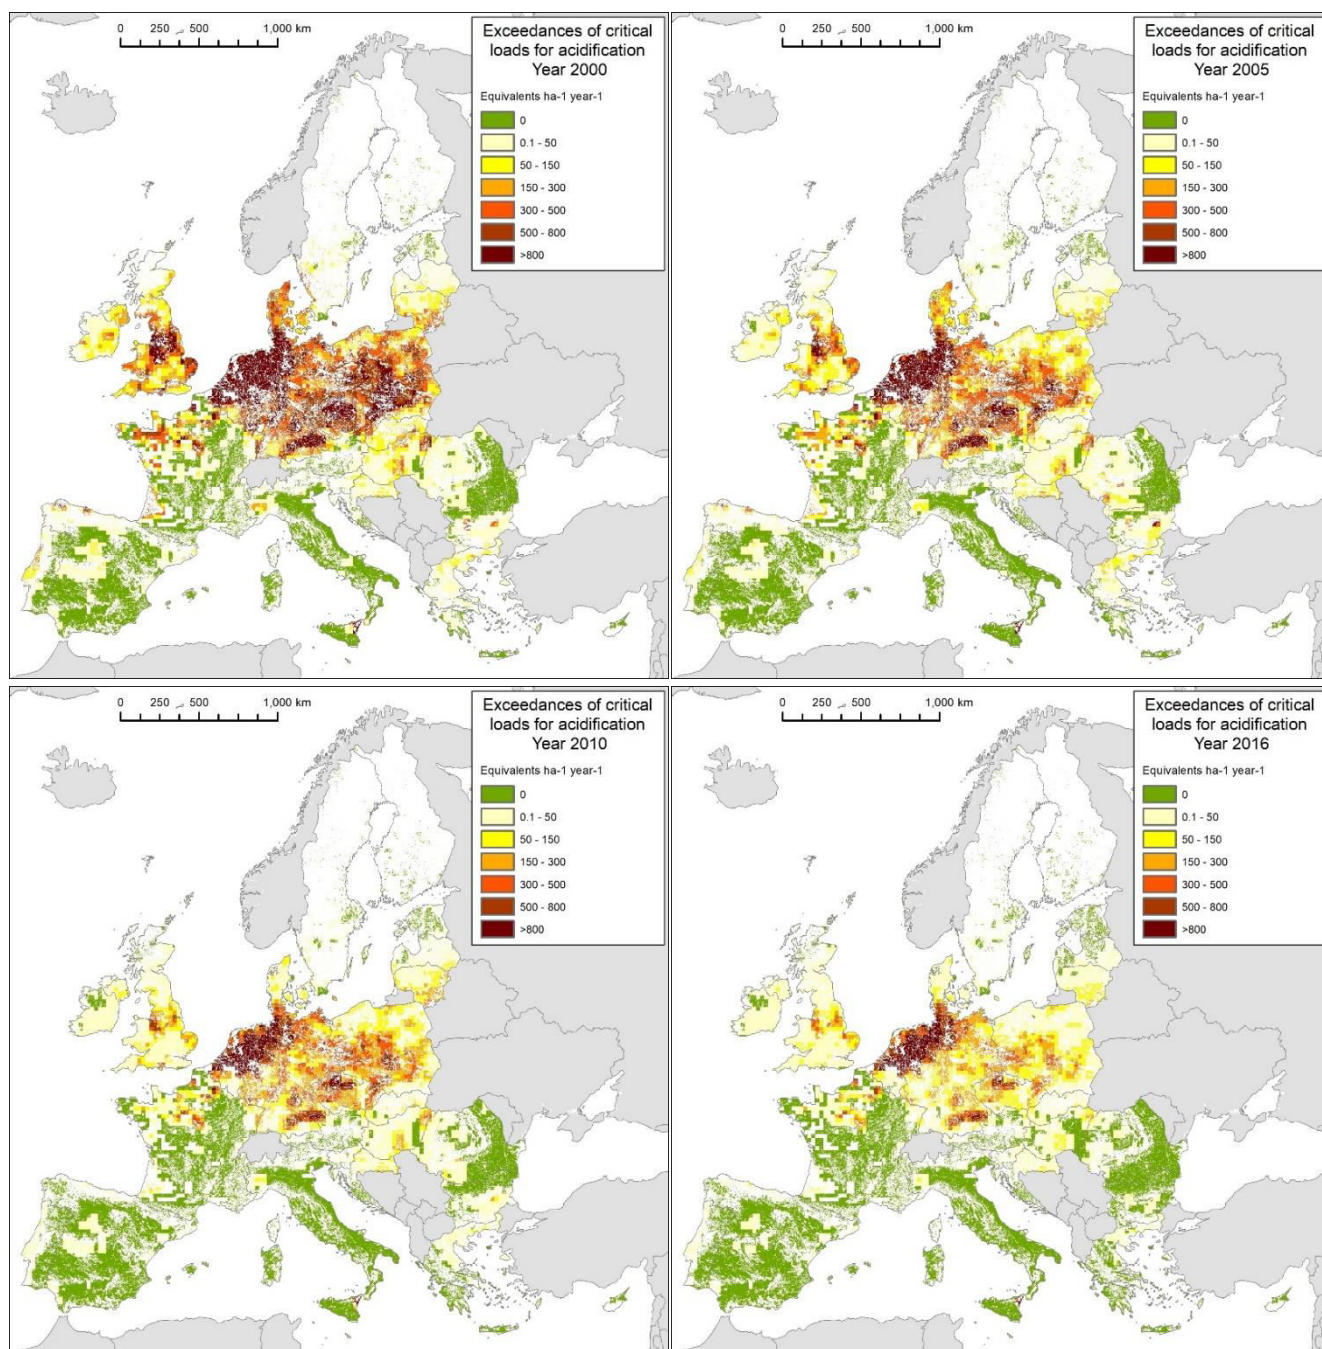 0 250 500 1,000 km
Exceedances of critical
loads for acidification
Year 2000
Equivalents ha-1 year-1
0
0.1 - 50
50 - 150
150 - 300
300 - 500
500 - 800
>800
0 250 500 1,000 km
Exceedances of critical
loads for acidification
Year 2005
Equivalents ha-1 year-1
0
0.1 - 50
50 - 150
150 - 300
300 - 500
500 - 800
>800
0 250 500 1,000 km
Exceedances of critical
loads for acidification
Year 2010
Equivalents ha-1 year-1
0
0.1 - 50
50 - 150
150 - 300
300 - 500
500 - 800
>800
0 250 500 1,000 km
Exceedances of critical
loads for acidification
Year 2016
Equivalents ha-1 year-1
0
0.1 - 50
50 - 150
150 - 300
300 - 500
500 - 800
>800